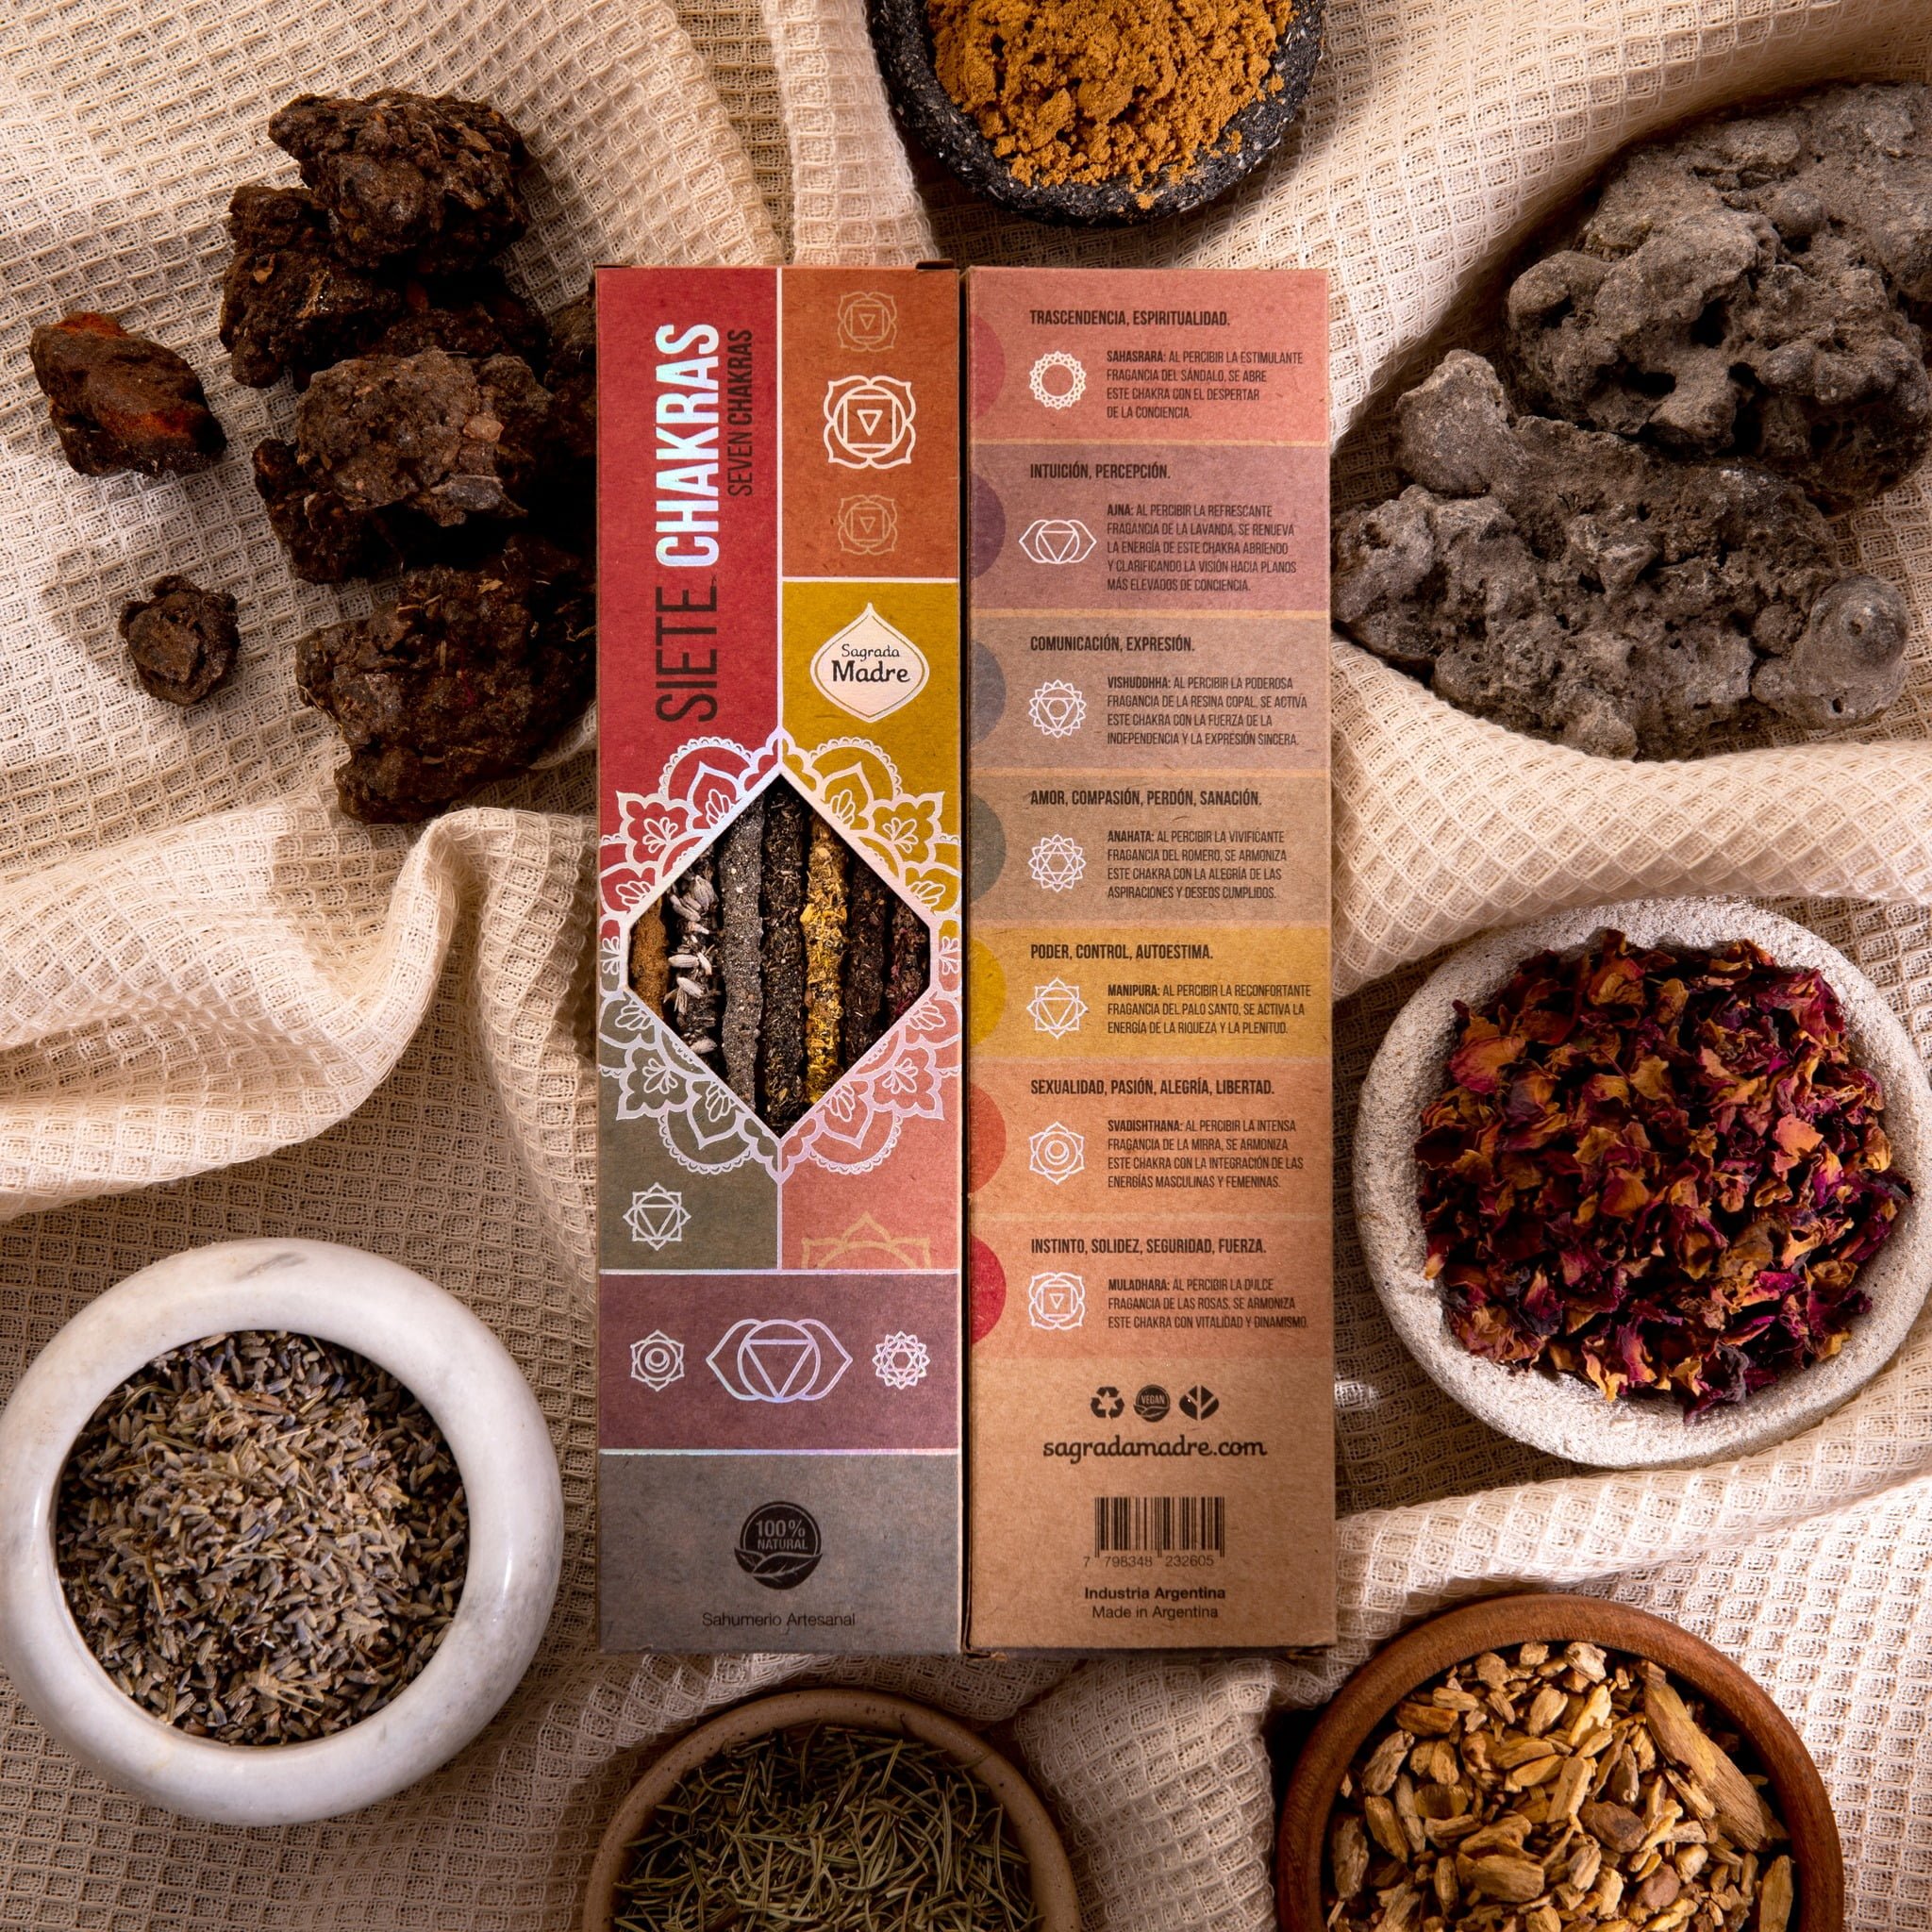 SIETE CHAKRAS
SEVEN CHAKRAS
Sagrada
Madre
100%
NATURAL
Sahumerio Artesanal
TRASCENDENCIA, ESPIRITUALIDAD.
SAHASRARA: AL PERCIBIR LA ESTIMULANTE
FRAGANCIA DEL SÁNDALO, SE ABRE
ESTE CHAKRA CON EL DESPERTAR
DE LA CONCIENCIA.
INTUICIÓN, PERCEPCIÓN.
AJNA: AL PERCIBIR LA REFRESCANTE
FRAGANCIA DE LA LAVANDA, SE RENUEVA
LA ENERGÍA DE ESTE CHAKRA ABRIENDO
Y CLARIFICANDO LA VISIÓN HACIA PLANOS
MÁS ELEVADOS DE CONCIENCIA.
COMUNICACIÓN, EXPRESIÓN.
VISHUDDHHA: AL PERCIBIR LA PODEROSA
FRAGANCIA DE LA RESINA COPAL, SE ACTIVA
ESTE CHAKRA CON LA FUERZA DE LA
INDEPENDENCIA Y LA EXPRESIÓN SINCERA.
AMOR, COMPASIÓN, PERDÓN, SANACIÓN.
ANAHATA: AL PERCIBIR LA VIVIFICANTE
FRAGANCIA DEL ROMERO, SE ARMONIZA
ESTE CHAKRA CON LA ALEGRÍA DE LAS
ASPIRACIONES Y DESEOS CUMPLIDOS.
PODER, CONTROL, AUTOESTIMA.
MANIPURA: AL PERCIBIR LA RECONFORTANTE
FRAGANCIA DEL PALO SANTO, SE ACTIVA LA
ENERGÍA DE LA RIQUEZA Y LA PLENITUD.
SEXUALIDAD, PASIÓN, ALEGRÍA, LIBERTAD.
SVADISHTHANA: AL PERCIBIR LA INTENSA
FRAGANCIA DE LA MIRRA, SE ARMONIZA
ESTE CHAKRA CON LA INTEGRACIÓN DE LAS
ENERGÍAS MASCULINAS Y FEMENINAS.
INSTINTO, SOLIDEZ, SEGURIDAD, FUERZA.
MULADHARA: AL PERCIBIR LA DULCE
FRAGANCIA DE LAS ROSAS, SE ARMONIZA
ESTE CHAKRA CON VITALIDAD Y DINAMISMO.
VEGAN
sagradamadre.com
7 798348 232605
Industria Argentina
Made in Argentina